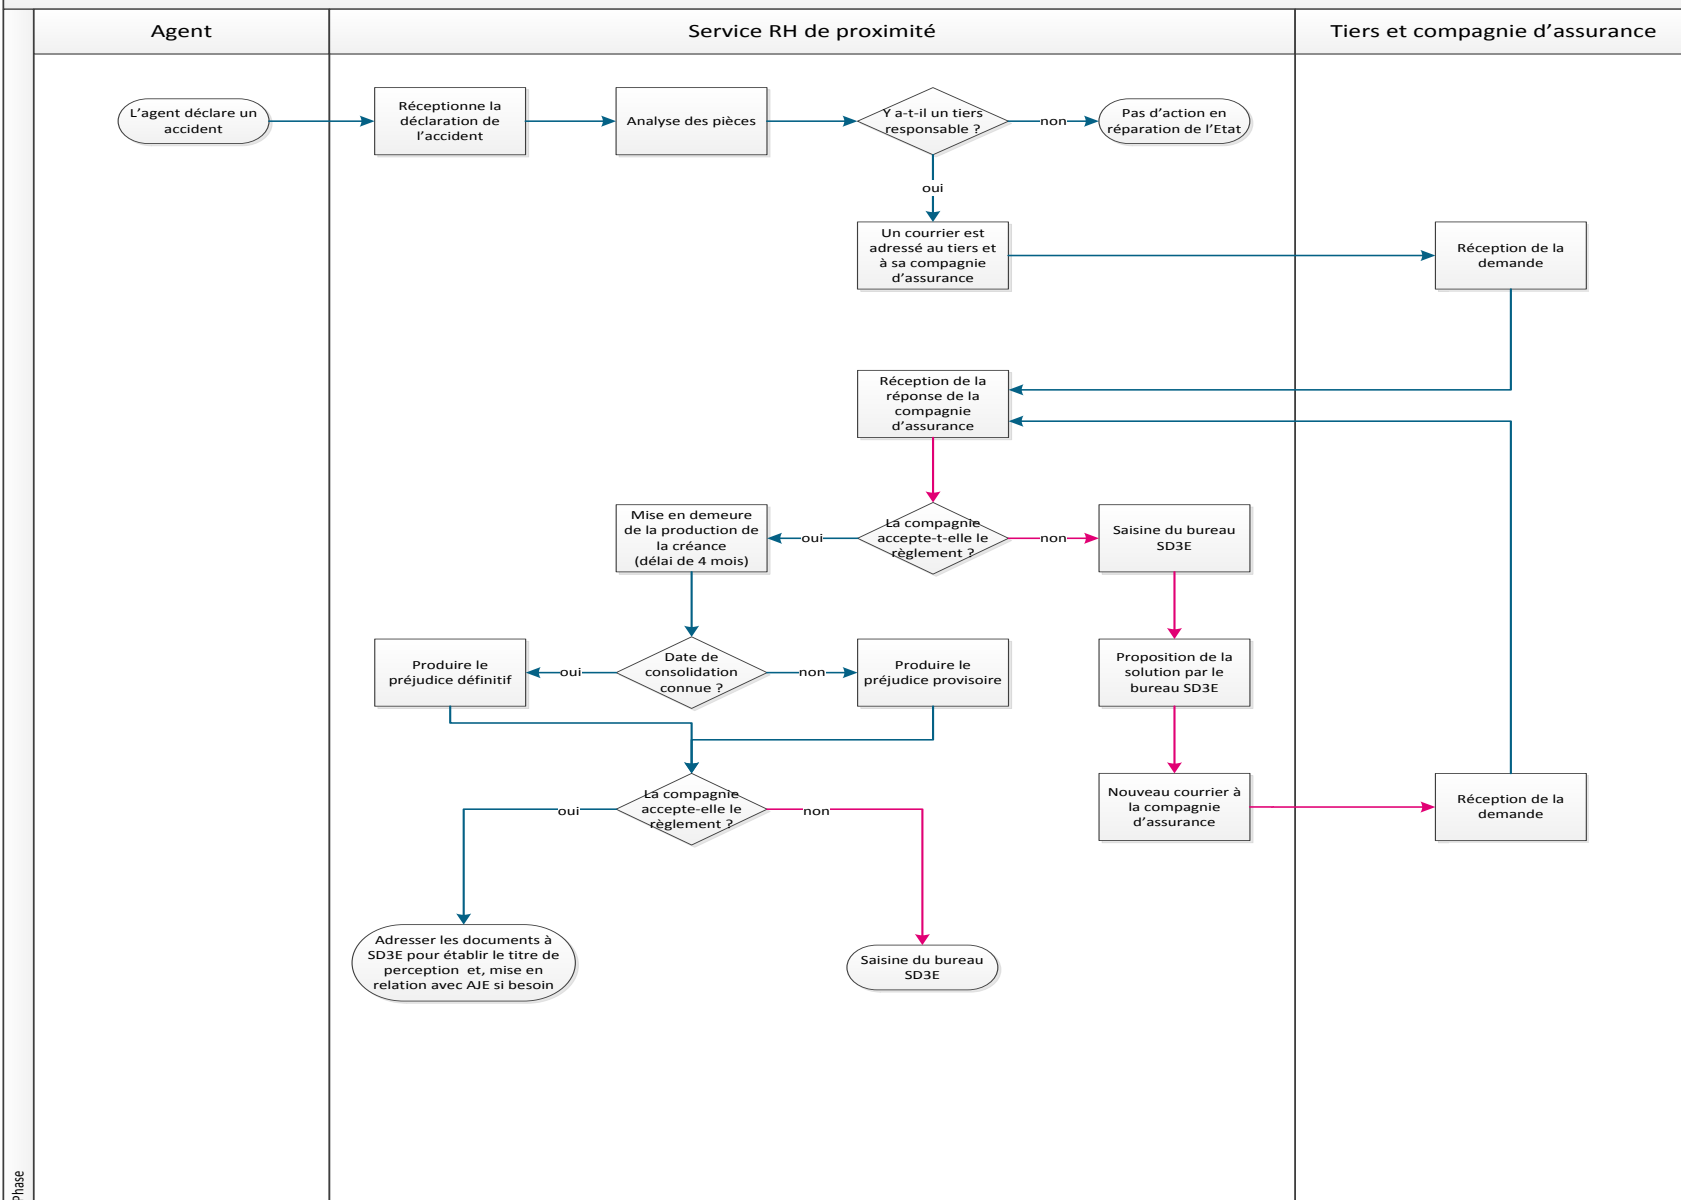 Agent
Service RH de proximité
Tiers et compagnie d’assurance
L’agent déclare un
accident
Réceptionne la
déclaration de
l’accident
Analyse des pièces
Y a-t-il un tiers
responsable ?
non
Pas d’action en
réparation de l’Etat
oui
Un courrier est
adressé au tiers et
à sa compagnie
d’assurance
Réception de la
demande
Réception de la
réponse de la
compagnie
d’assurance
Mise en demeure
de la production de
la créance
(délai de 4 mois)
oui
La compagnie
accepte-t-elle le
règlement ?
non
Saisine du bureau
SD3E
Produire le
préjudice définitif
oui
Date de
consolidation
connue ?
non
Produire le
préjudice provisoire
Proposition de la
solution par le
bureau SD3E
oui
La compagnie
accepte-elle le
règlement ?
non
Nouveau courrier à
la compagnie
d’assurance
Réception de la
demande
Adresser les documents à
SD3E pour établir le titre de
perception  et, mise en
relation avec AJE si besoin
Saisine du bureau
SD3E
Phase